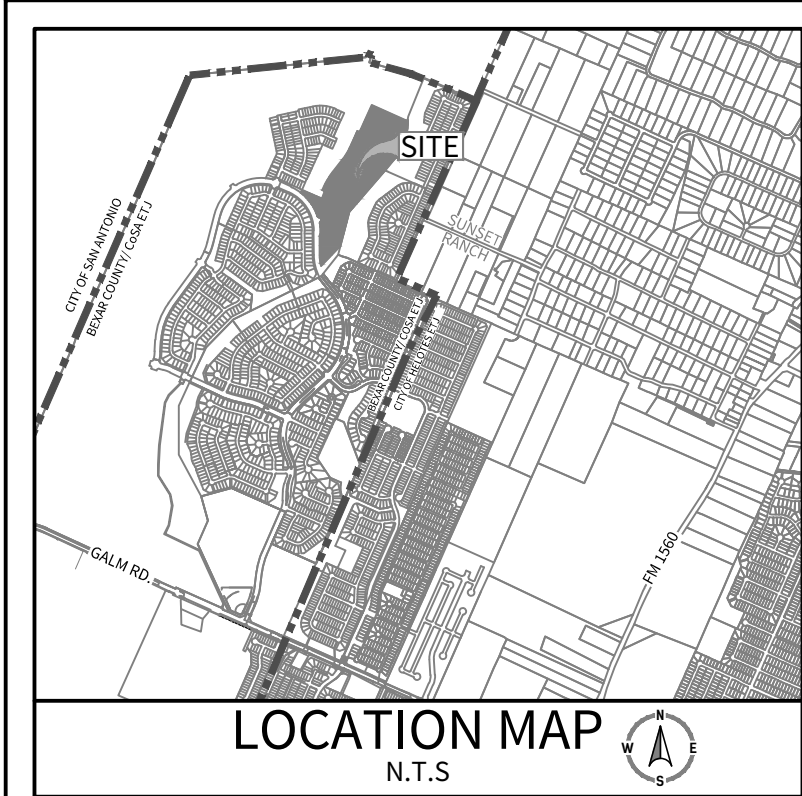 SITE
CITY OF SAN ANTONIO
BEXAR COUNTY/ CoSA ETJ
SUNSET
RANCH
BEXAR COUNTY/ COSA ETJ
CITY OF HELOTES ETJ
GALM RD.
FM 1560
LOCATION MAP
N.T.S
N
W
E
S